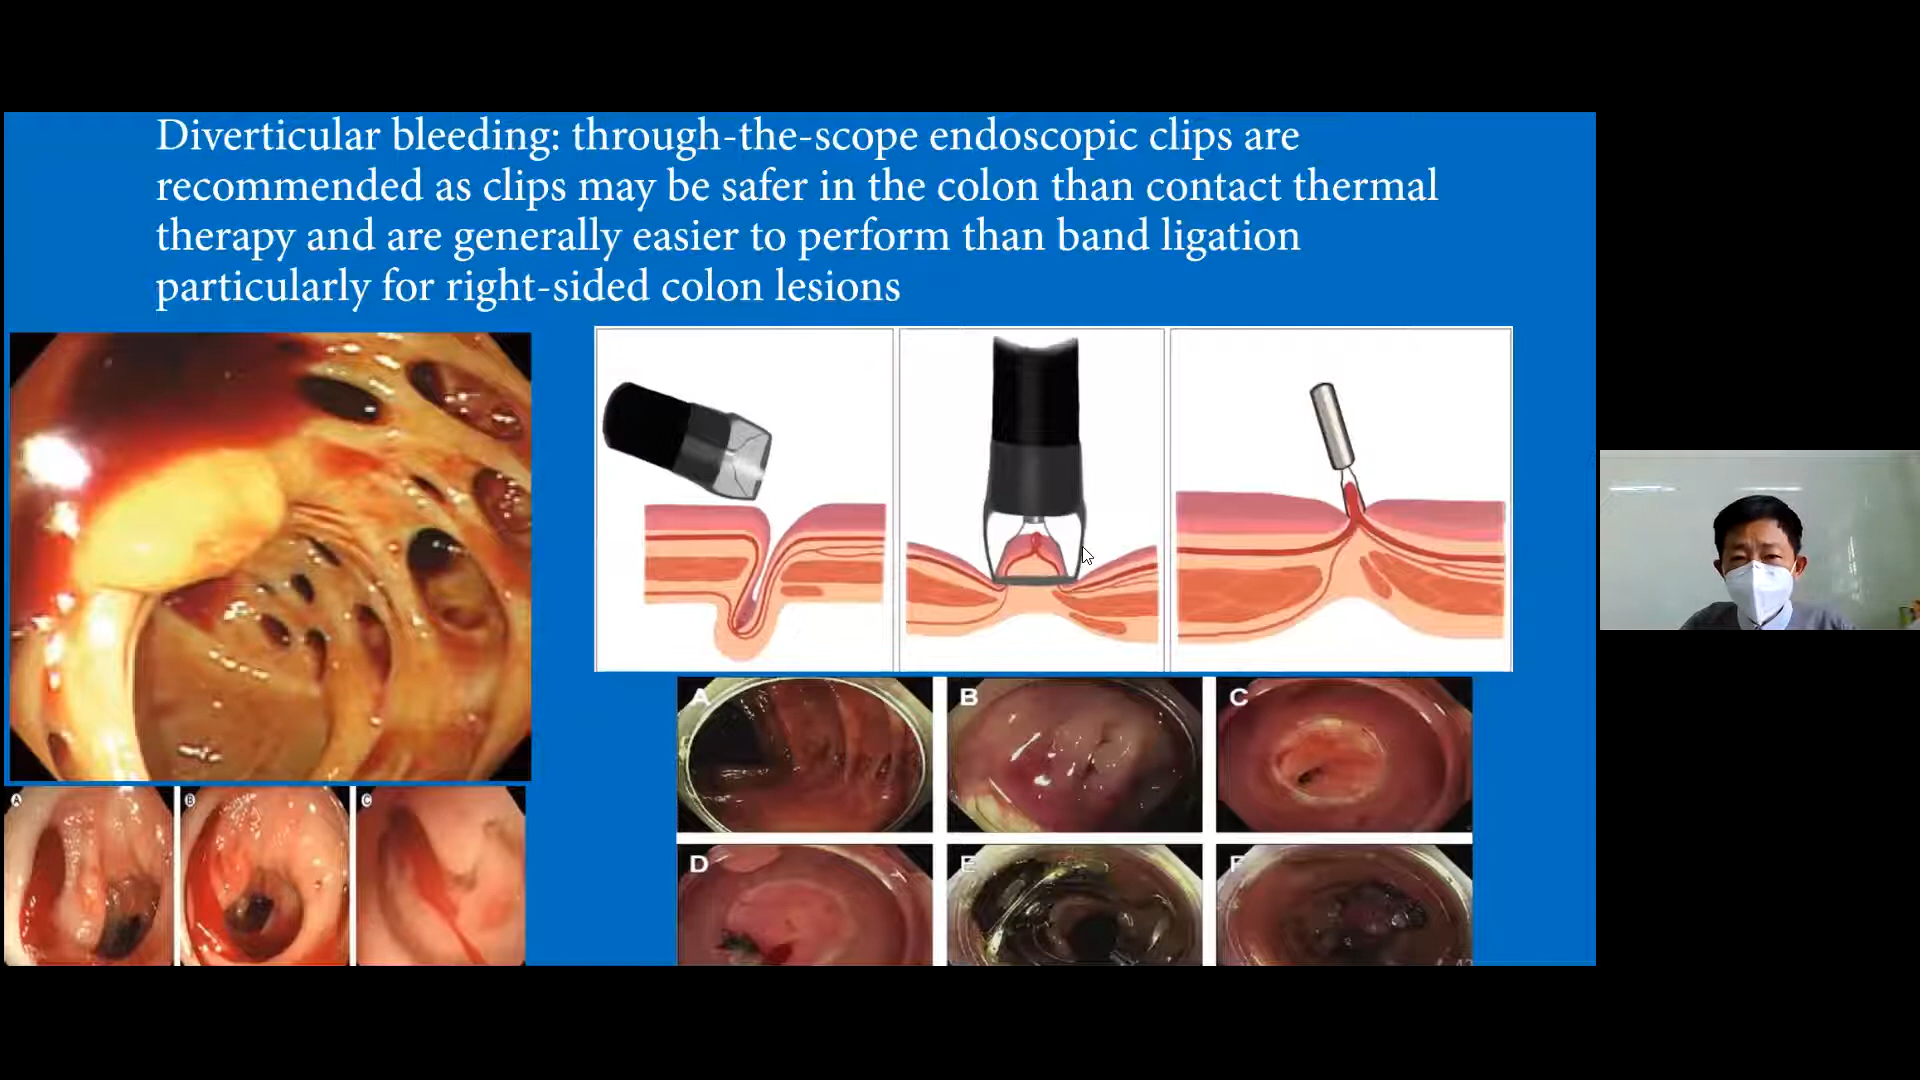 Diverticular bleeding: through-the-scope endoscopic clips are
recommended as clips may be safer in the colon than contact thermal
therapy and are generally easier to perform than band ligation
particularly for right-sided colon lesions
A
B
C
A
B
C
D
E
F